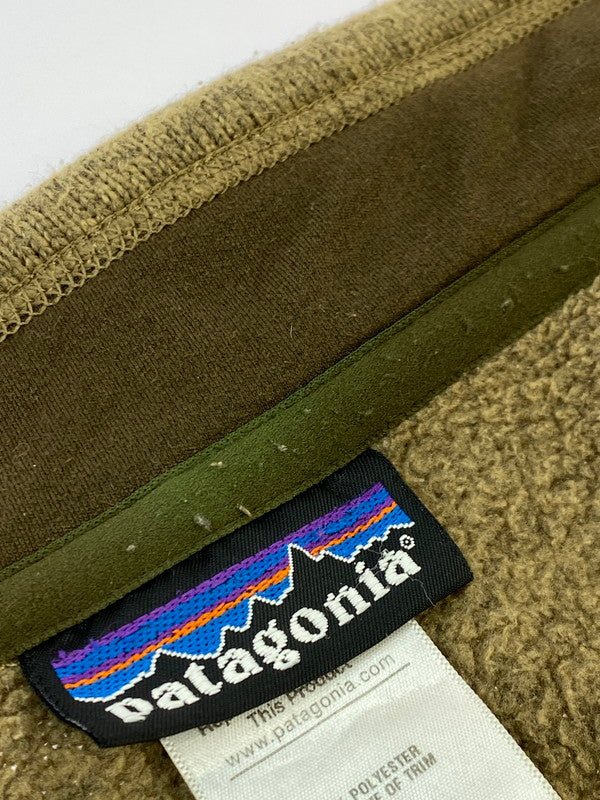 patagonia®
This Product
www.patagonia.com
POLYESTER
OF TRIM